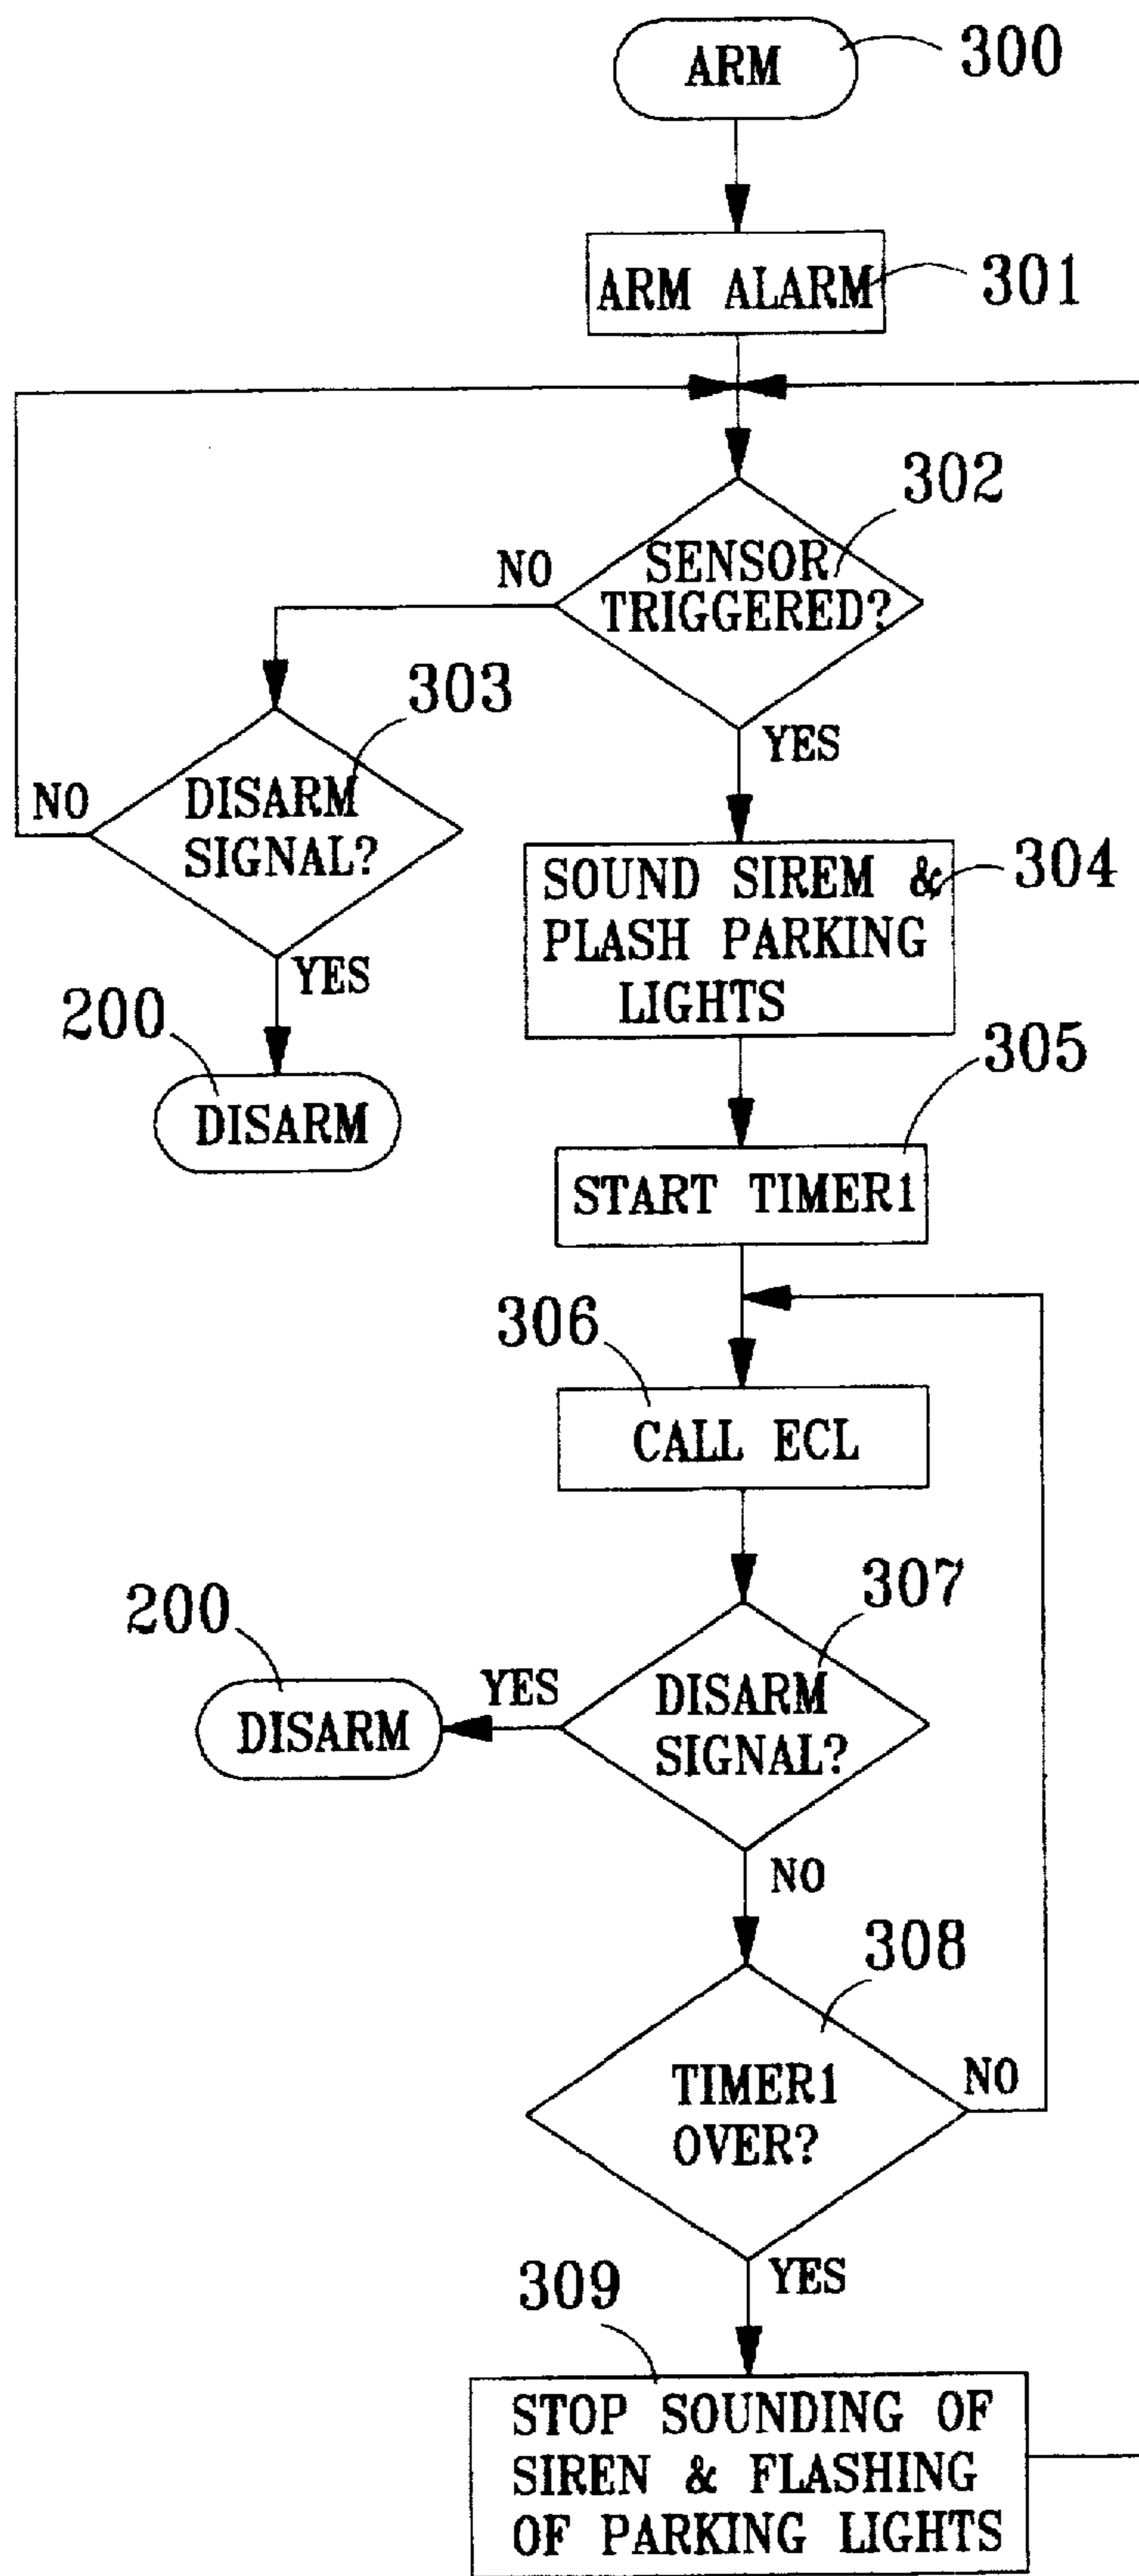 ARM
300
ARM ALARM
301
302
SENSOR
TRIGGERED?
NO
YES
303
DISARM
SIGNAL?
NO
YES
200
DISARM
SOUND SIREM &
PLASH PARKING
LIGHTS
304
305
START TIMER1
306
CALL ECL
307
DISARM
SIGNAL?
YES
200
DISARM
NO
308
TIMER1
OVER?
NO
YES
309
STOP SOUNDING OF
SIREN & FLASHING
OF PARKING LIGHTS